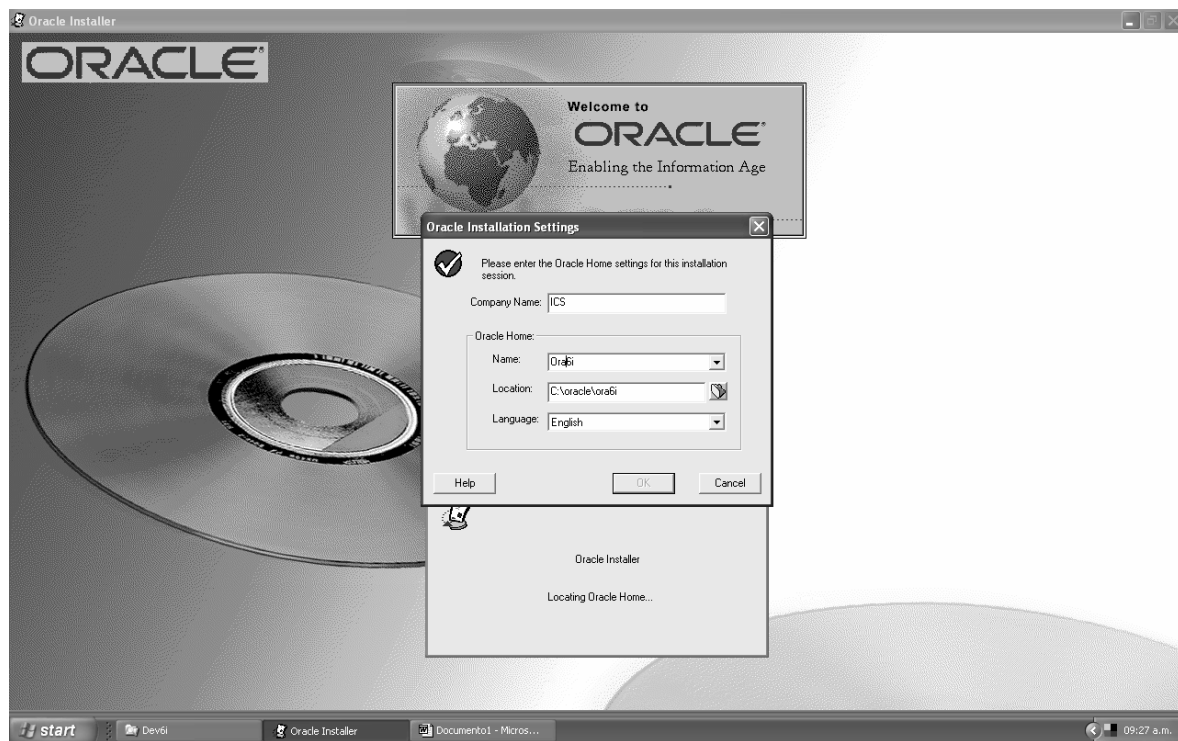 Oracle Installer
ORACLE®
Welcome to
ORACLE®
Enabling the Information Age
Oracle Installation Settings
Please enter the Oracle Home settings for this installation
session.
Company Name: ICS
Oracle Home:
Name: Ora6i
Location: C:\oracle\ora6i
Language: English
Help OK Cancel
Oracle Installer
Locating Oracle Home...
start Dev6i Oracle Installer Documento1 - Micros... 09:27 a.m.